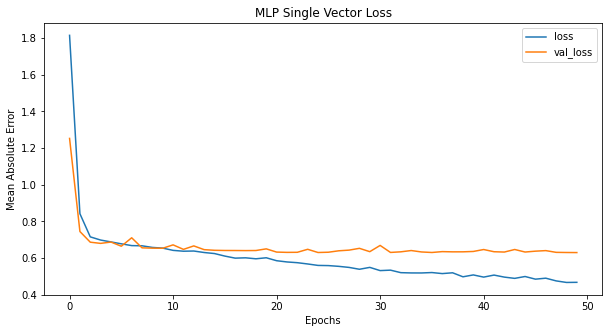 MLP Single Vector Loss
loss
val_loss
Mean Absolute Error
1.8
1.6
1.4
1.2
1.0
0.8
0.6
0.4
0 10 20 30 40 50
Epochs